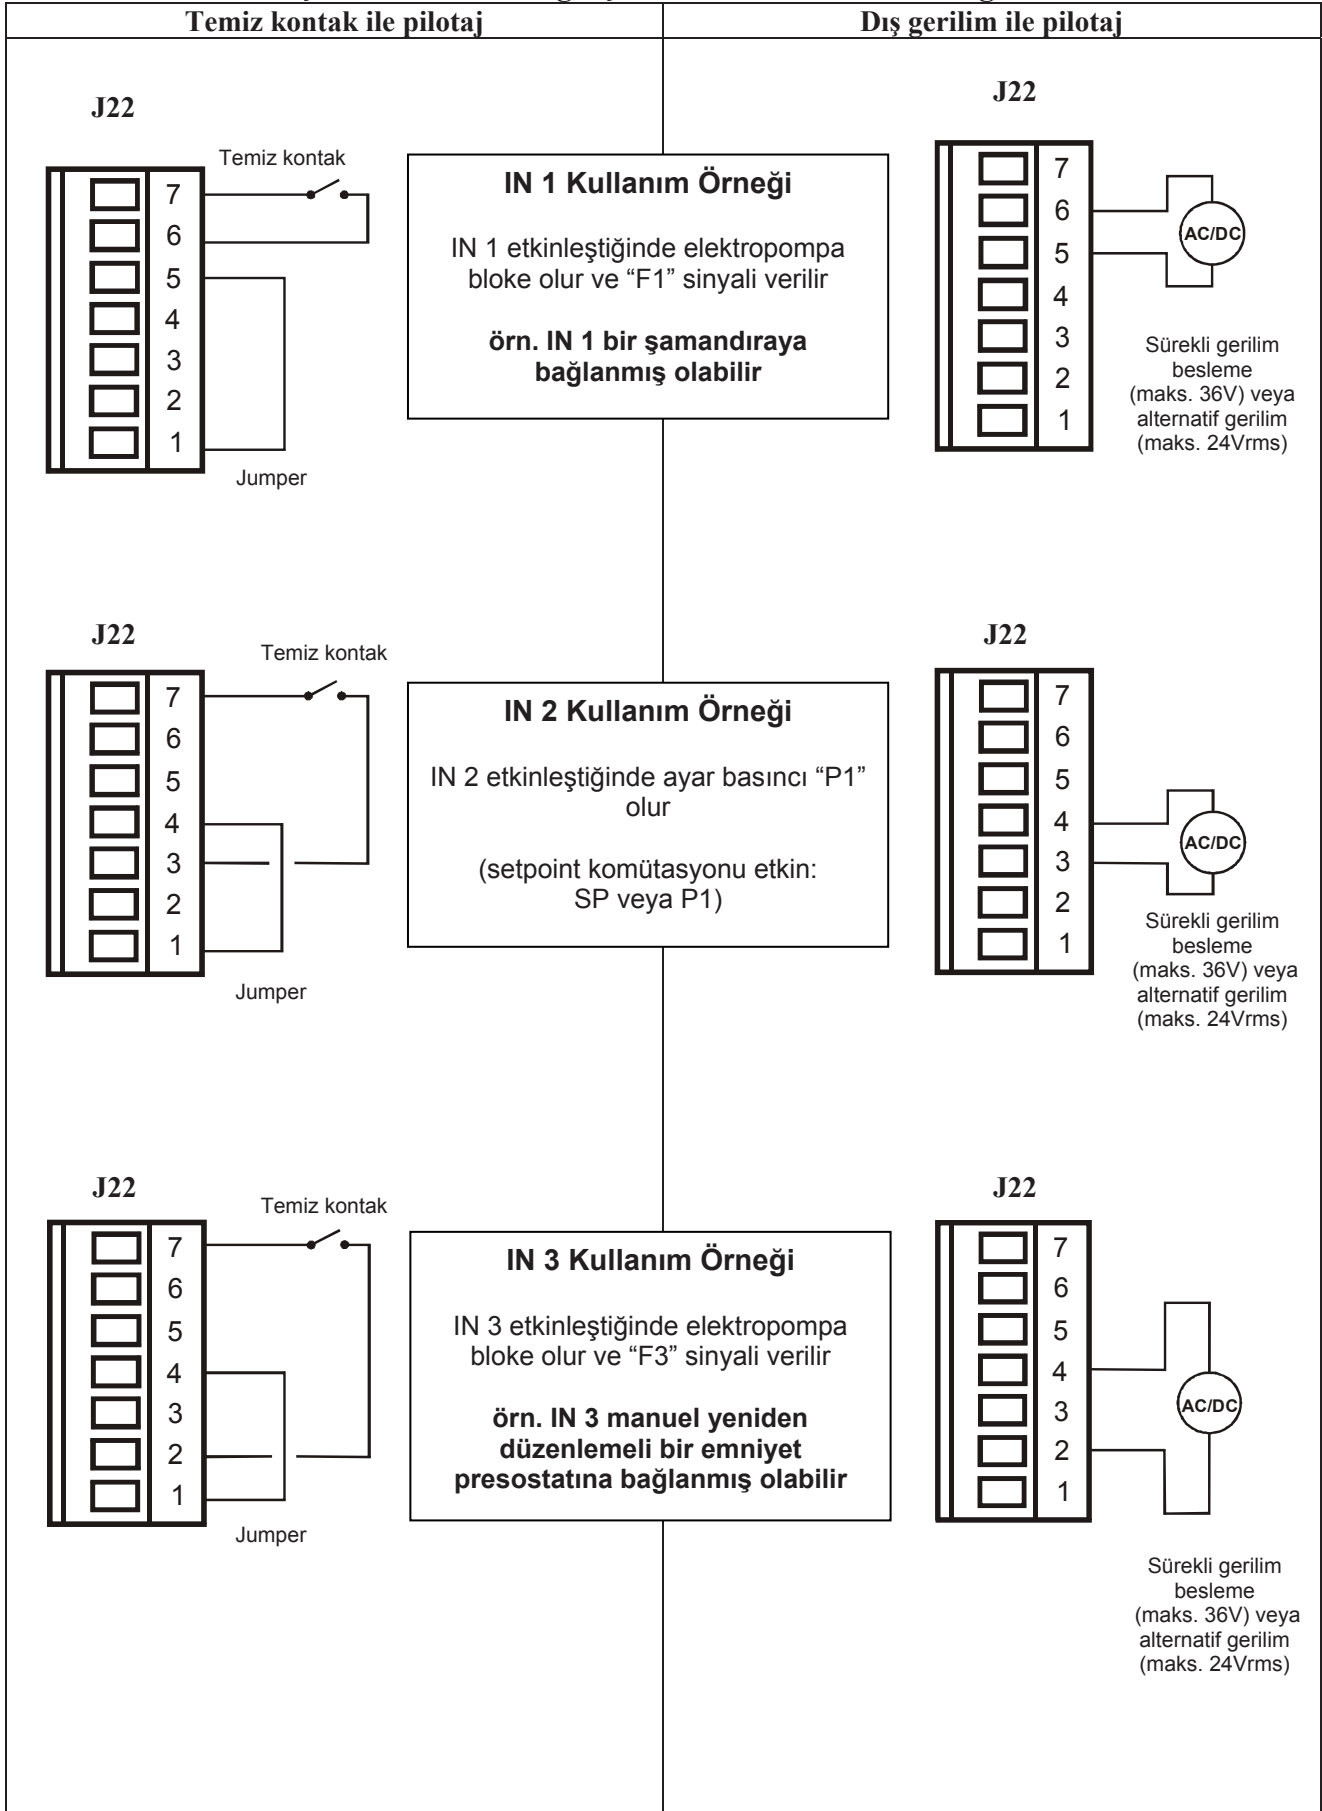 Temiz kontak ile pilotaj
Dış gerilim ile pilotaj
J22
Temiz kontak
7
6
5
4
3
2
1
Jumper
IN 1 Kullanım Örneği
IN 1 etkinleştiğinde elektropompa
bloke olur ve “F1” sinyali verilir
örn. IN 1 bir şamandıraya
bağlanmış olabilir
J22
7
6
5
4
3
2
1
AC/DC
Sürekli gerilim
besleme
(maks. 36V) veya
alternatif gerilim
(maks. 24Vrms)
J22
Temiz kontak
7
6
5
4
3
2
1
Jumper
IN 2 Kullanım Örneği
IN 2 etkinleştiğinde ayar basıncı “P1”
olur
(setpoint komütasyonu etkin:
SP veya P1)
J22
7
6
5
4
3
2
1
AC/DC
Sürekli gerilim
besleme
(maks. 36V) veya
alternatif gerilim
(maks. 24Vrms)
J22
Temiz kontak
7
6
5
4
3
2
1
Jumper
IN 3 Kullanım Örneği
IN 3 etkinleştiğinde elektropompa
bloke olur ve “F3” sinyali verilir
örn. IN 3 manuel yeniden
düzenlemeli bir emniyet
presostatına bağlanmış olabilir
J22
7
6
5
4
3
2
1
AC/DC
Sürekli gerilim
besleme
(maks. 36V) veya
alternatif gerilim
(maks. 24Vrms)